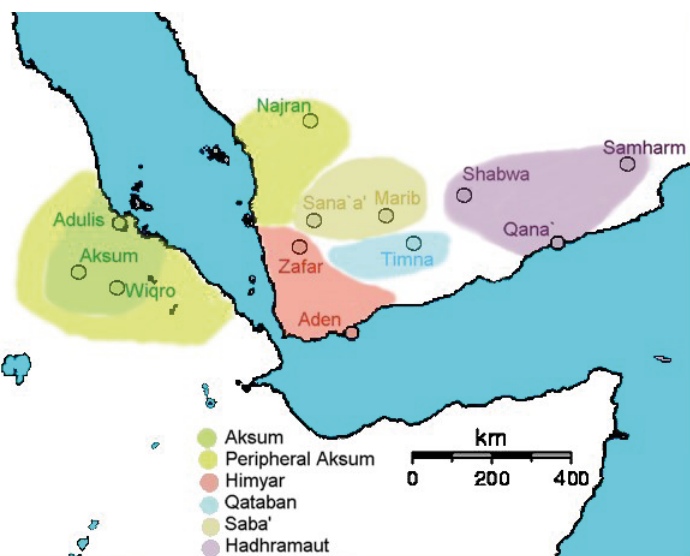 Najran
Samharm
Shabwa
Sana`a'
Marib
Adulis
Qana`
Aksum
Zafar
Timna
Wiqro
Aden
Aksum
Peripheral Aksum
Himyar
Qataban
Saba'
Hadhramaut
km
0 200 400